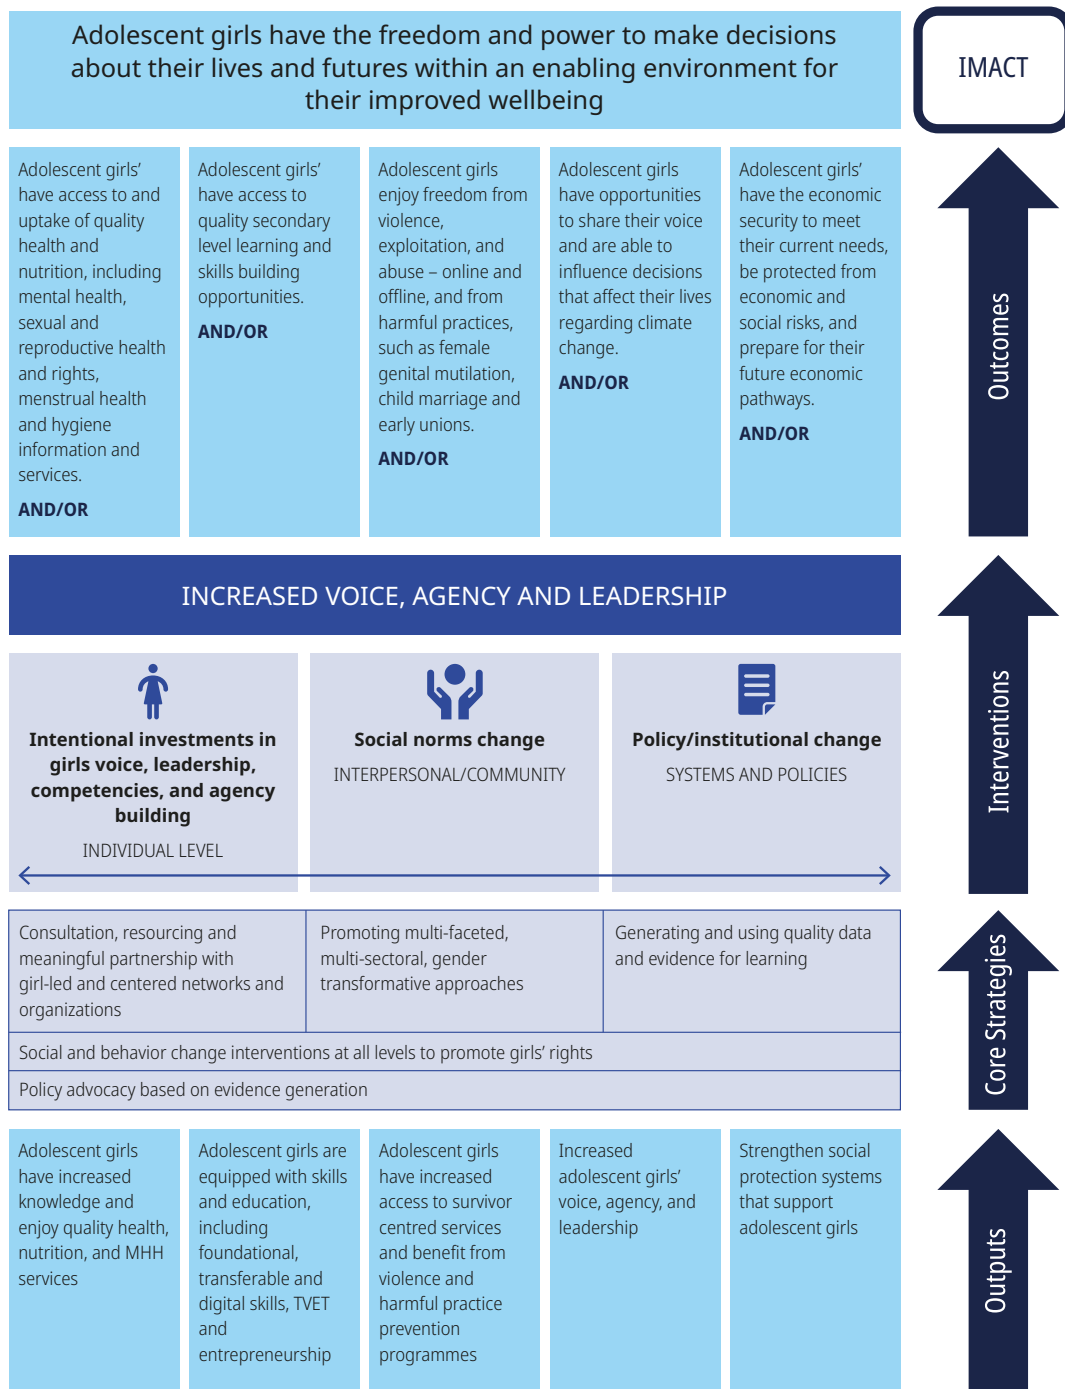 Adolescent girls have the freedom and power to make decisions
about their lives and futures within an enabling environment for
their improved wellbeing
IMACT
Adolescent girls’
have access to and
uptake of quality
health and
nutrition, including
mental health,
sexual and
reproductive health
and rights,
menstrual health
and hygiene
information and
services.
AND/OR
Adolescent girls’
have access to
quality secondary
level learning and
skills building
opportunities.
AND/OR
Adolescent girls
enjoy freedom from
violence,
exploitation, and
abuse – online and
offline, and from
harmful practices,
such as female
genital mutilation,
child marriage and
early unions.
AND/OR
Adolescent girls
have opportunities
to share their voice
and are able to
influence decisions
that affect their lives
regarding climate
change.
AND/OR
Adolescent girls’
have the economic
security to meet
their current needs,
be protected from
economic and
social risks, and
prepare for their
future economic
pathways.
AND/OR
Outcomes
INCREASED VOICE, AGENCY AND LEADERSHIP
Intentional investments in
girls voice, leadership,
competencies, and agency
building
INDIVIDUAL LEVEL
Social norms change
INTERPERSONAL/COMMUNITY
Policy/institutional change
SYSTEMS AND POLICIES
Interventions
Consultation, resourcing and
meaningful partnership with
girl-led and centered networks and
organizations
Promoting multi-faceted,
multi-sectoral, gender
transformative approaches
Generating and using quality data
and evidence for learning
Social and behavior change interventions at all levels to promote girls’ rights
Policy advocacy based on evidence generation
Core Strategies
Adolescent girls
have increased
knowledge and
enjoy quality health,
nutrition, and MHH
services
Adolescent girls are
equipped with skills
and education,
including
foundational,
transferable and
digital skills, TVET
and
entrepreneurship
Adolescent girls
have increased
access to survivor
centred services
and benefit from
violence and
harmful practice
prevention
programmes
Increased
adolescent girls’
voice, agency, and
leadership
Strengthen social
protection systems
that support
adolescent girls
Outputs